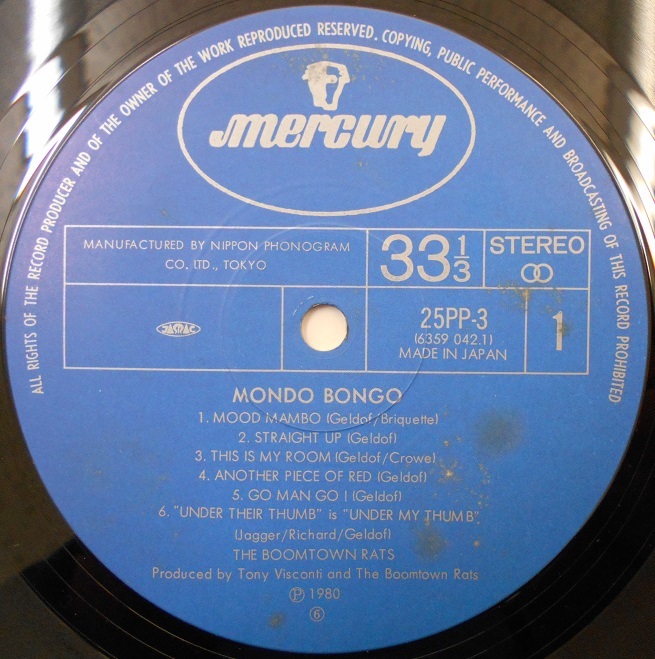 ALL RIGHTS OF THE RECORD PRODUCER AND OF THE OWNER OF THE WORK REPRODUCED RESERVED. COPYING, PUBLIC PERFORMANCE AND BROADCASTING OF THIS RECORD PROHIBITED
mercury
MANUFACTURED BY NIPPON PHONOGRAM
CO. LTD., TOKYO
33 1/3
STEREO
JASRAC
25PP-3
(6359 042.1)
MADE IN JAPAN
1
MONDO BONGO
1. MOOD MAMBO (Geldof/Briquette)
2. STRAIGHT UP (Geldof)
3. THIS IS MY ROOM (Geldof/Crowe)
4. ANOTHER PIECE OF RED (Geldof)
5. GO MAN GO ! (Geldof)
6. "UNDER THEIR THUMB" is "UNDER MY THUMB"
(Jagger/Richard/Geldof)
THE BOOMTOWN RATS
Produced by Tony Visconti and The Boomtown Rats
Ⓟ 1980
⑥